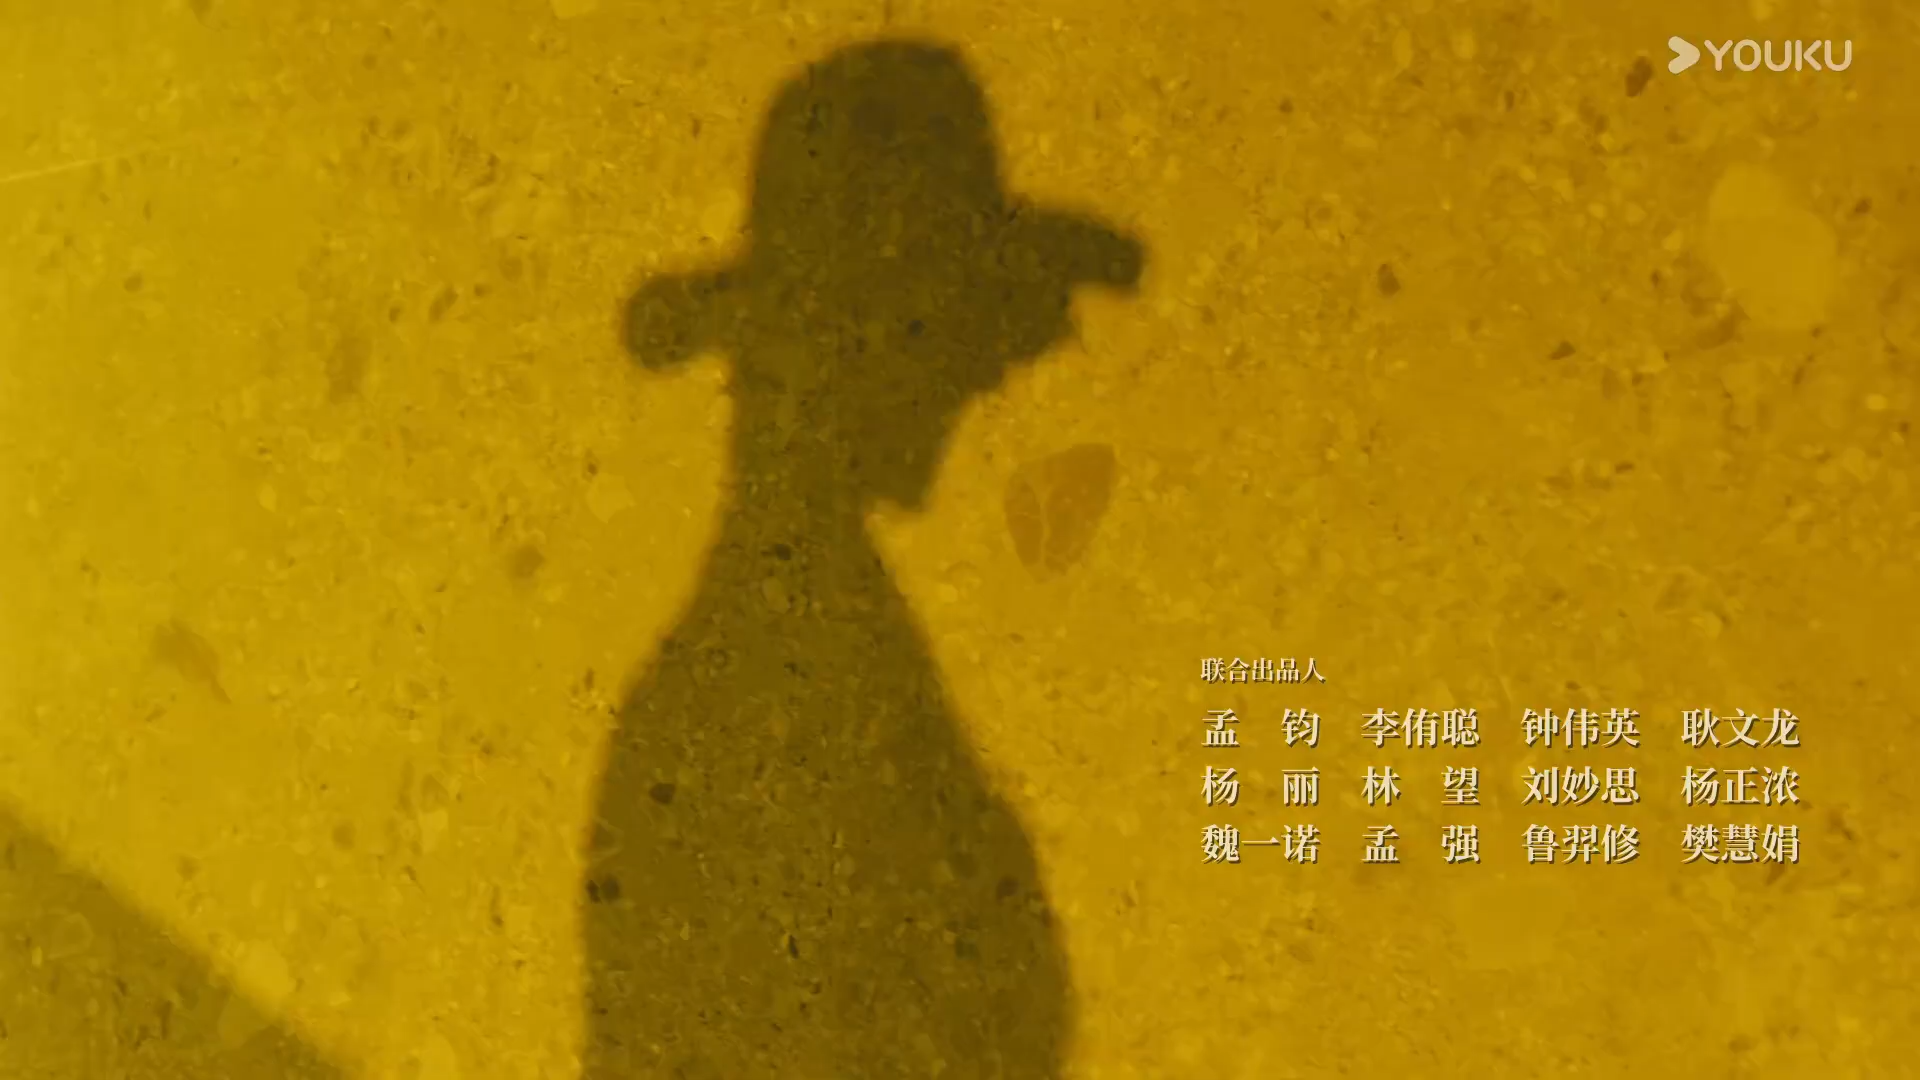 YOUKU
联合出品人
孟 钧 李侑聪 钟伟英 耿文龙
杨 丽 林 望 刘妙思 杨正浓
魏一诺 孟 强 鲁羿修 樊慧娟